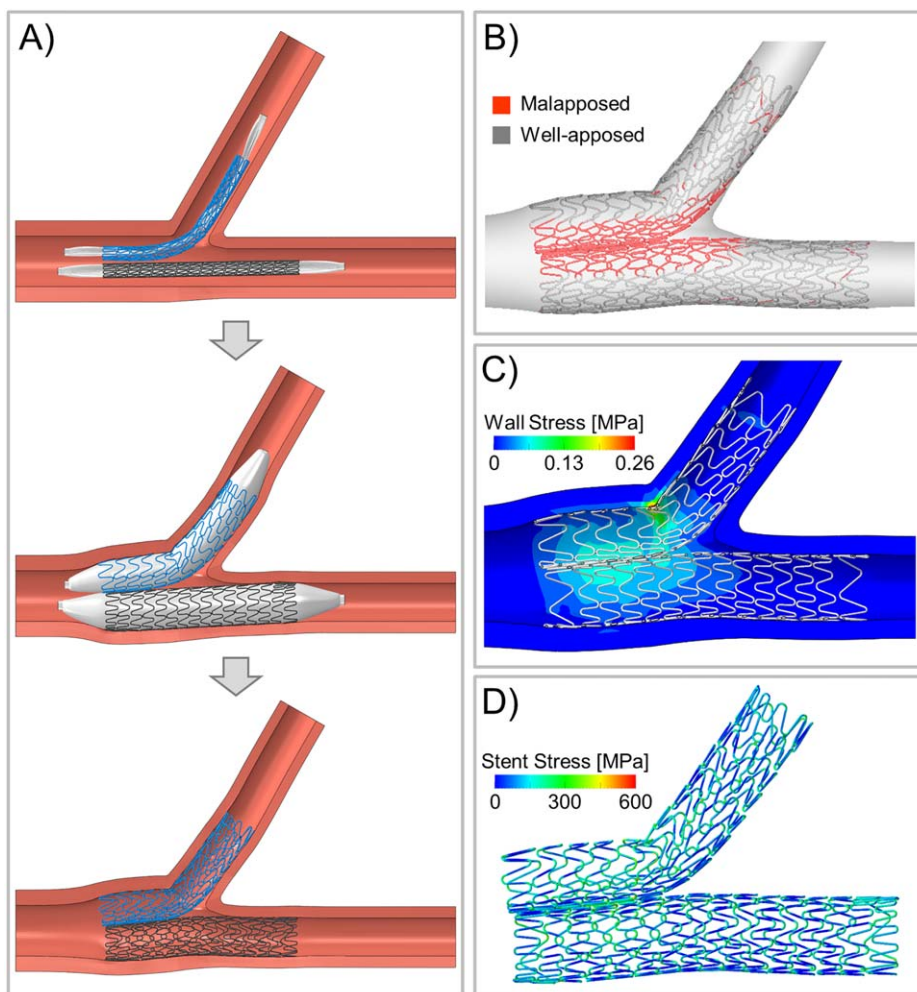 A)
B)
Malapposed
Well-apposed
C)
Wall Stress [MPa]
0 0.13 0.26
D)
Stent Stress [MPa]
0 300 600